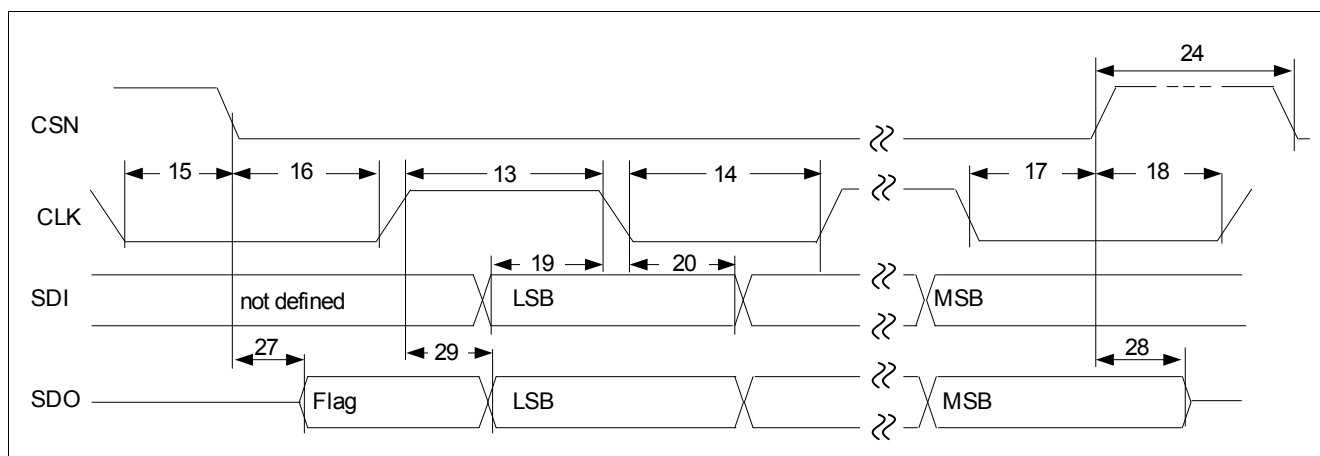 24
CSN
15 16 13 14 17 18
CLK
19 20
SDI not defined LSB MSB
27 29 28
SDO Flag LSB MSB